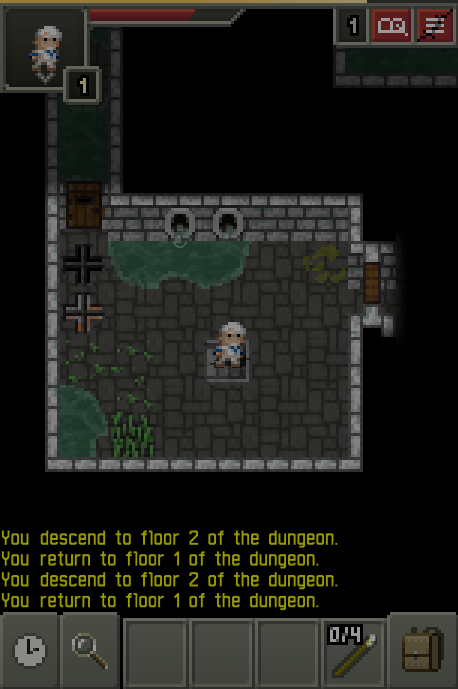 1
1
You descend to floor 2 of the dungeon.
You return to floor 1 of the dungeon.
You descend to floor 2 of the dungeon.
You return to floor 1 of the dungeon.
0/4